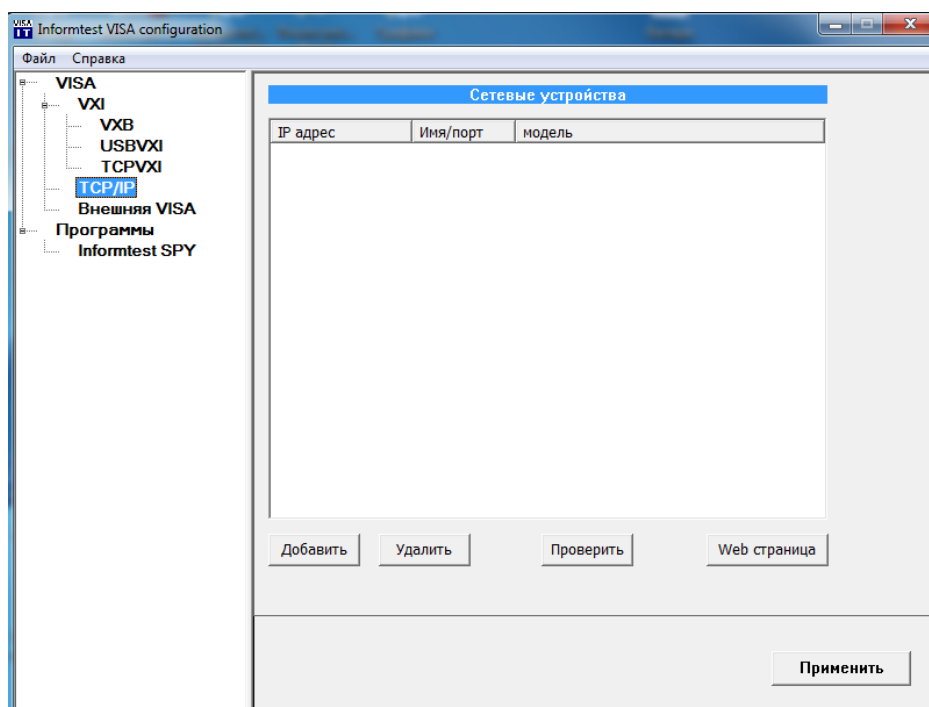 VISA IT Informtest VISA configuration
Файл Справка
VISA
VXI
VXB
USBVXI
TCPVXI
TCP/IP
Внешняя VISA
Программы
Informtest SPY
Сетевые устройства
IP адрес Имя/порт модель
Добавить Удалить Проверить Web страница
Применить